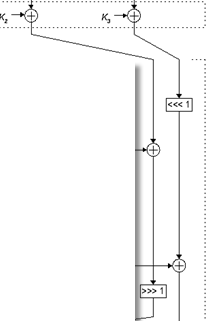 K₂
K₃
<<< 1
>>> 1